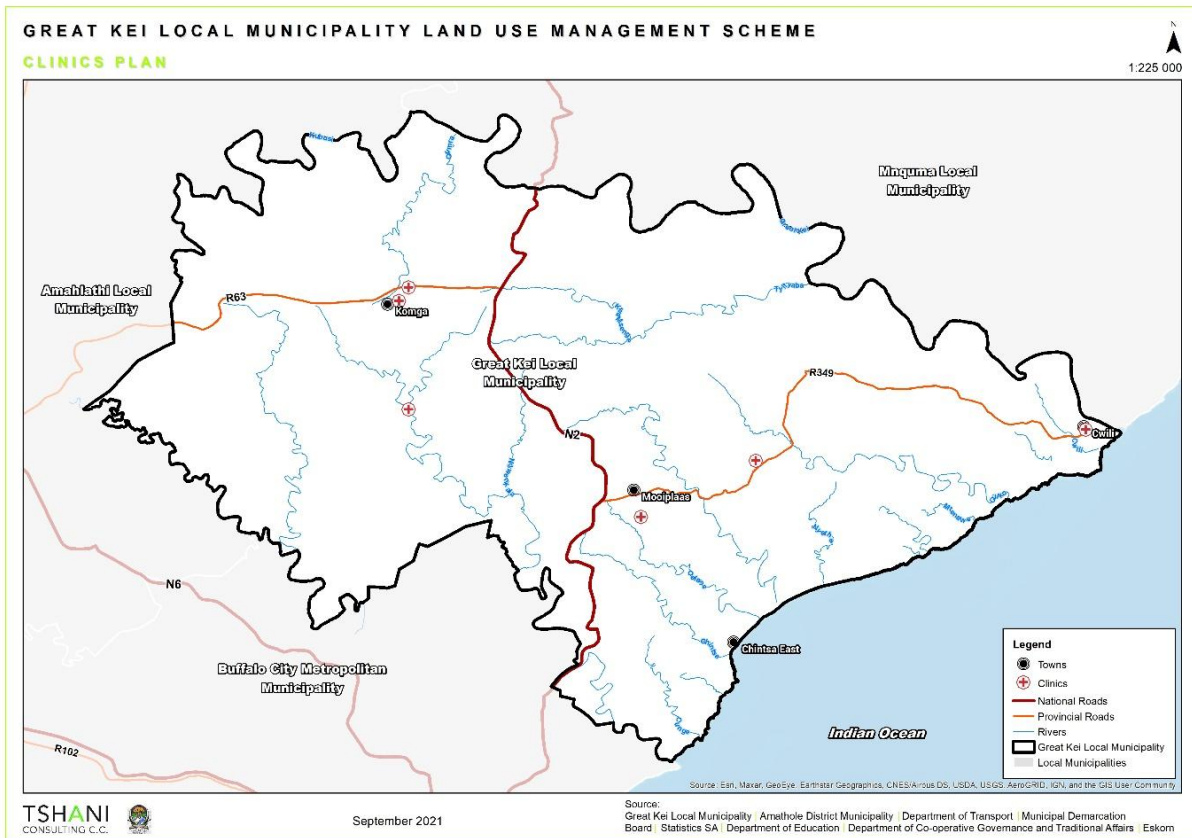 GREAT KEI LOCAL MUNICIPALITY LAND USE MANAGEMENT SCHEME
CLINICS PLAN
N
1:225 000
Kubusi
Mnquma Local
Municipality
Amahlathi Local
Municipality
R63
Komga
Great Kei Local
Municipality
R349
N2
Cwili
Mooiplaas
N6
Chintsa East
Buffalo City Metropolitan
Municipality
R102
Indian Ocean
Legend
Towns
Clinics
National Roads
Provincial Roads
Rivers
Great Kei Local Municipality
Local Municipalities
Source: Esri, Maxar, GeoEye, Earthstar Geographics, CNES/Airbus DS, USDA, USGS, AeroGRID, IGN, and the GIS User Community
TSHANI
CONSULTING C.C.
September 2021
Source:
Great Kei Local Municipality | Amathole District Municipality | Department of Transport | Municipal Demarcation
Board | Statistics SA | Department of Education | Department of Co-operative Governance and Traditional Affairs | Eskom